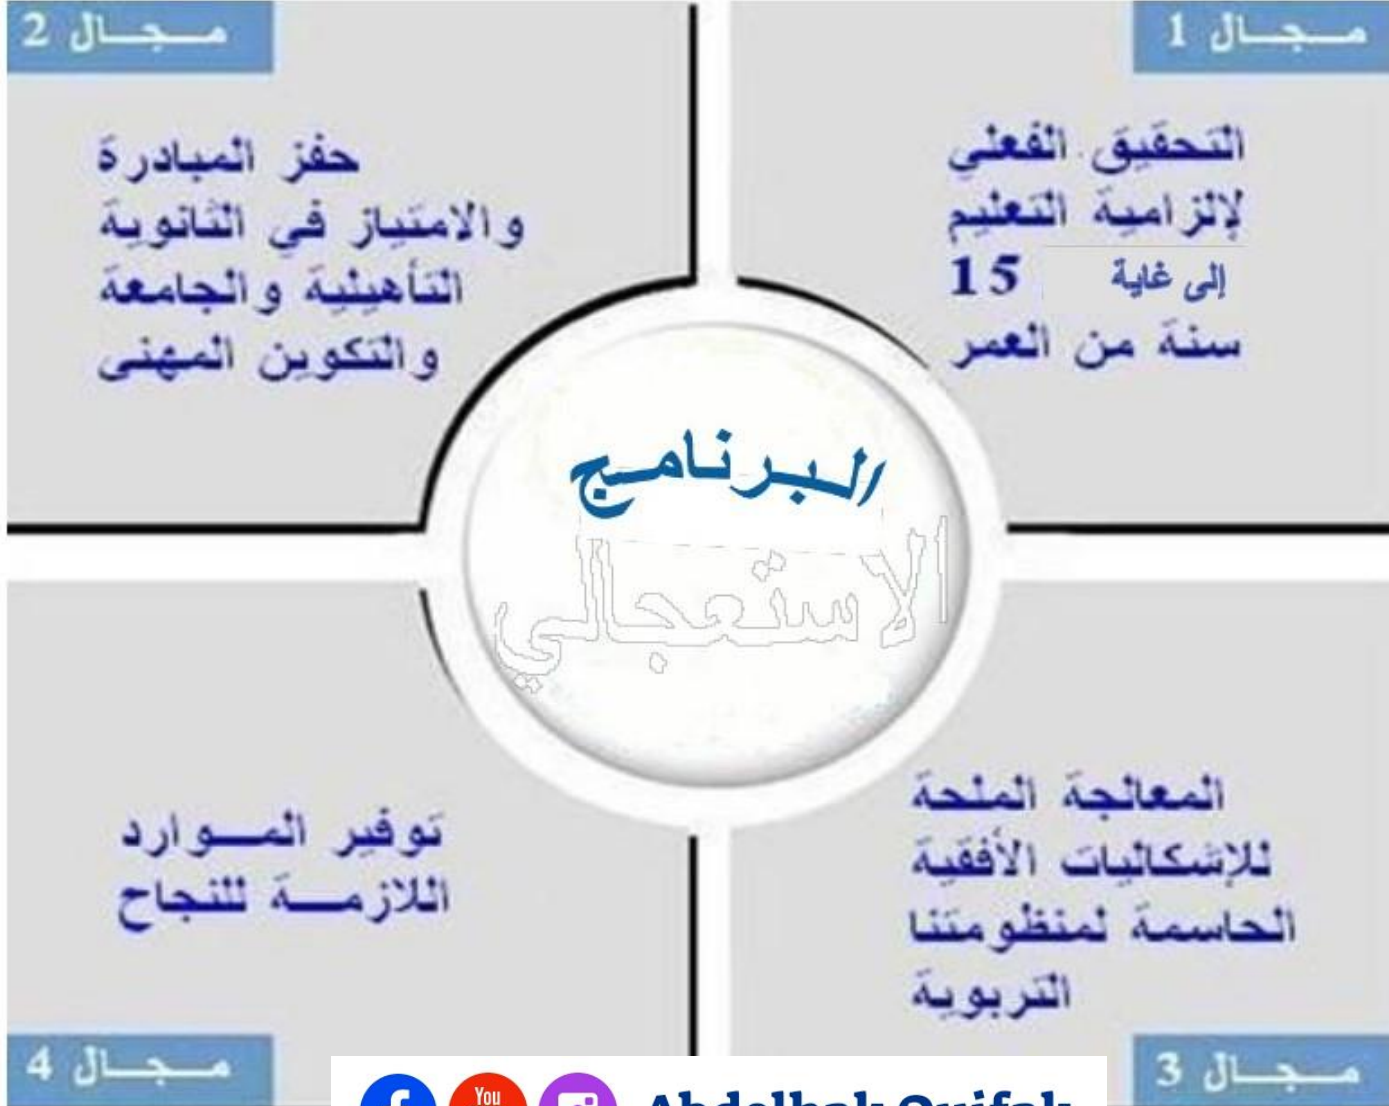 مجال 1
التحقيق الفعلي
لإلزامية التعليم
إلى غاية 15
سنة من العمر
مجال 2
حفز المبادرة
والامتياز في الثانوية
التأهيلية والجامعة
والتكوين المهنى
البرنامج
الاستعجالي
المعالجة الملحة
للإشكاليات الأفقية
الحاسمة لمنظومتنا
التربوية
مجال 3
توفير الموارد
اللازمة للنجاح
مجال 4
You